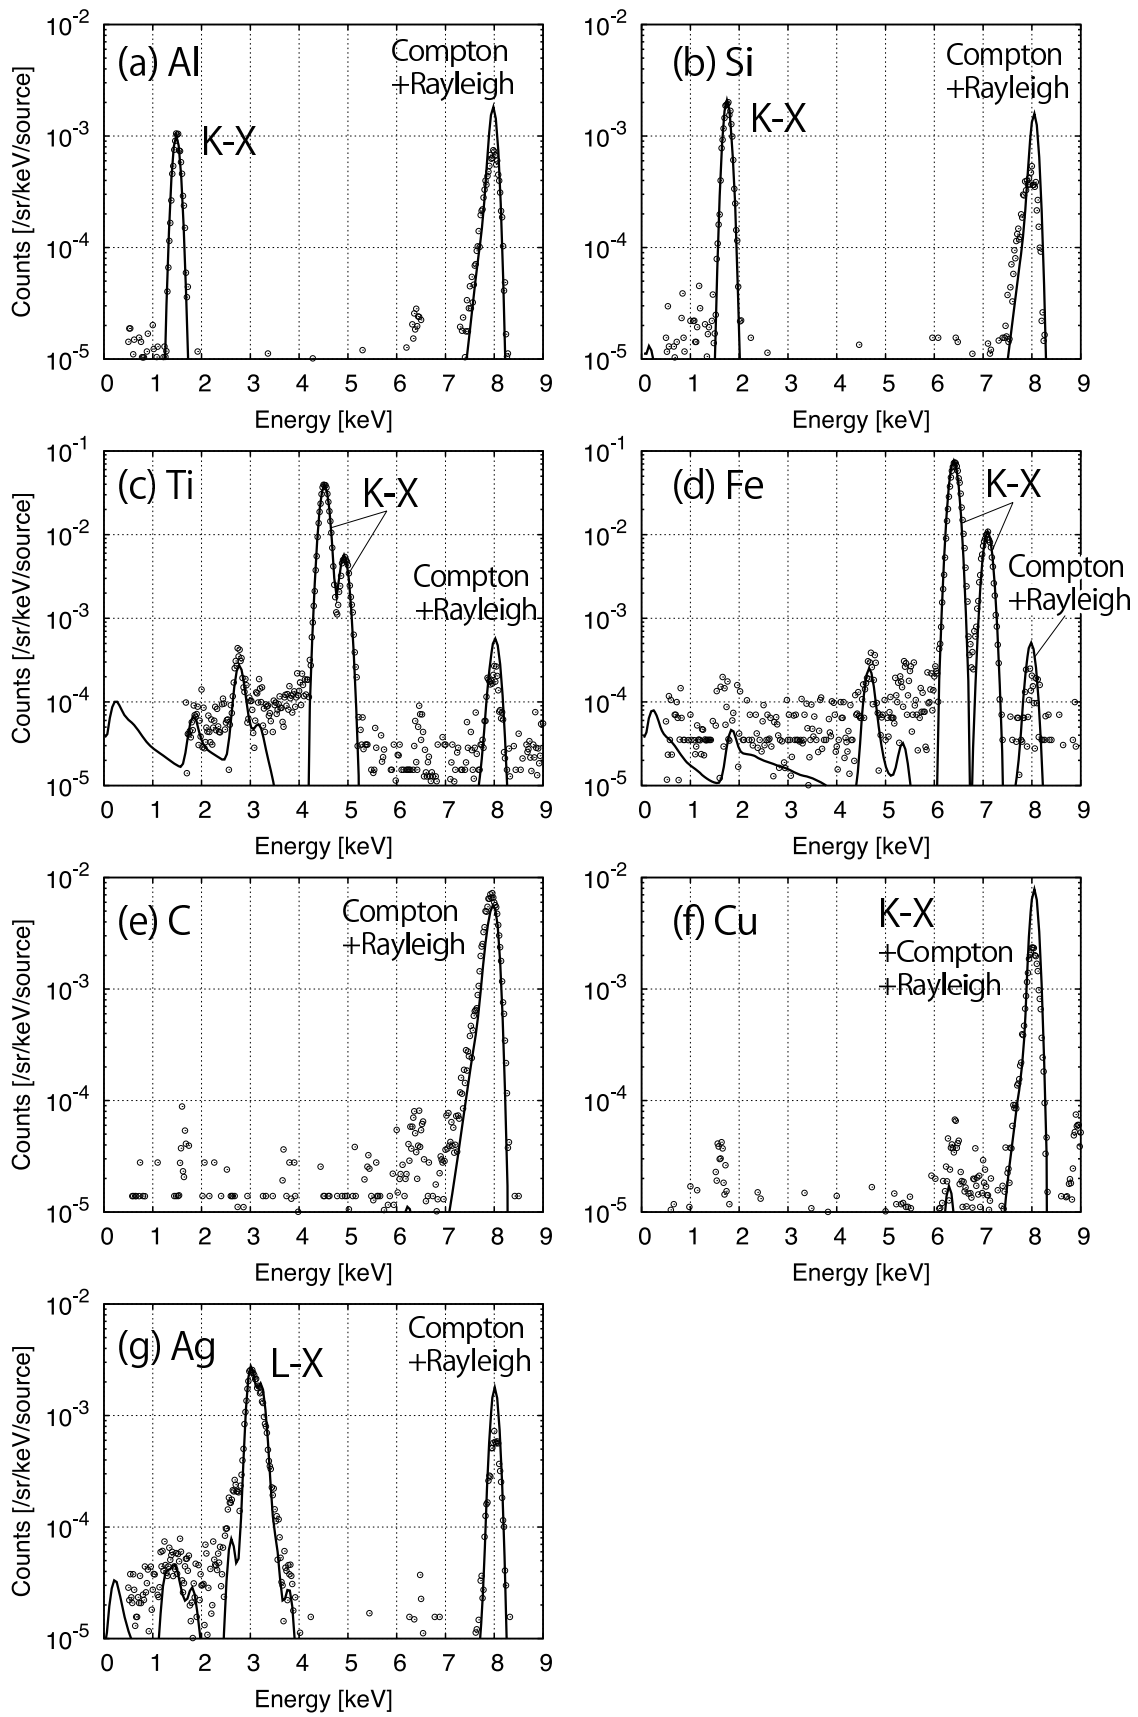 (a) Al
Compton
+Rayleigh
K-X
10-2
10-3
10-4
10-5
0 1 2 3 4 5 6 7 8 9
Energy [keV]
Counts [/sr/keV/source]
(b) Si
Compton
+Rayleigh
K-X
10-2
10-3
10-4
10-5
0 1 2 3 4 5 6 7 8 9
Energy [keV]
(c) Ti
K-X
Compton
+Rayleigh
10-1
10-2
10-3
10-4
10-5
0 1 2 3 4 5 6 7 8 9
Energy [keV]
Counts [/sr/keV/source]
(d) Fe
K-X
Compton
+Rayleigh
10-1
10-2
10-3
10-4
10-5
0 1 2 3 4 5 6 7 8 9
Energy [keV]
(e) C
Compton
+Rayleigh
10-2
10-3
10-4
10-5
0 1 2 3 4 5 6 7 8 9
Energy [keV]
Counts [/sr/keV/source]
(f) Cu
K-X
+Compton
+Rayleigh
10-2
10-3
10-4
10-5
0 1 2 3 4 5 6 7 8 9
Energy [keV]
(g) Ag
L-X
Compton
+Rayleigh
10-2
10-3
10-4
10-5
0 1 2 3 4 5 6 7 8 9
Energy [keV]
Counts [/sr/keV/source]